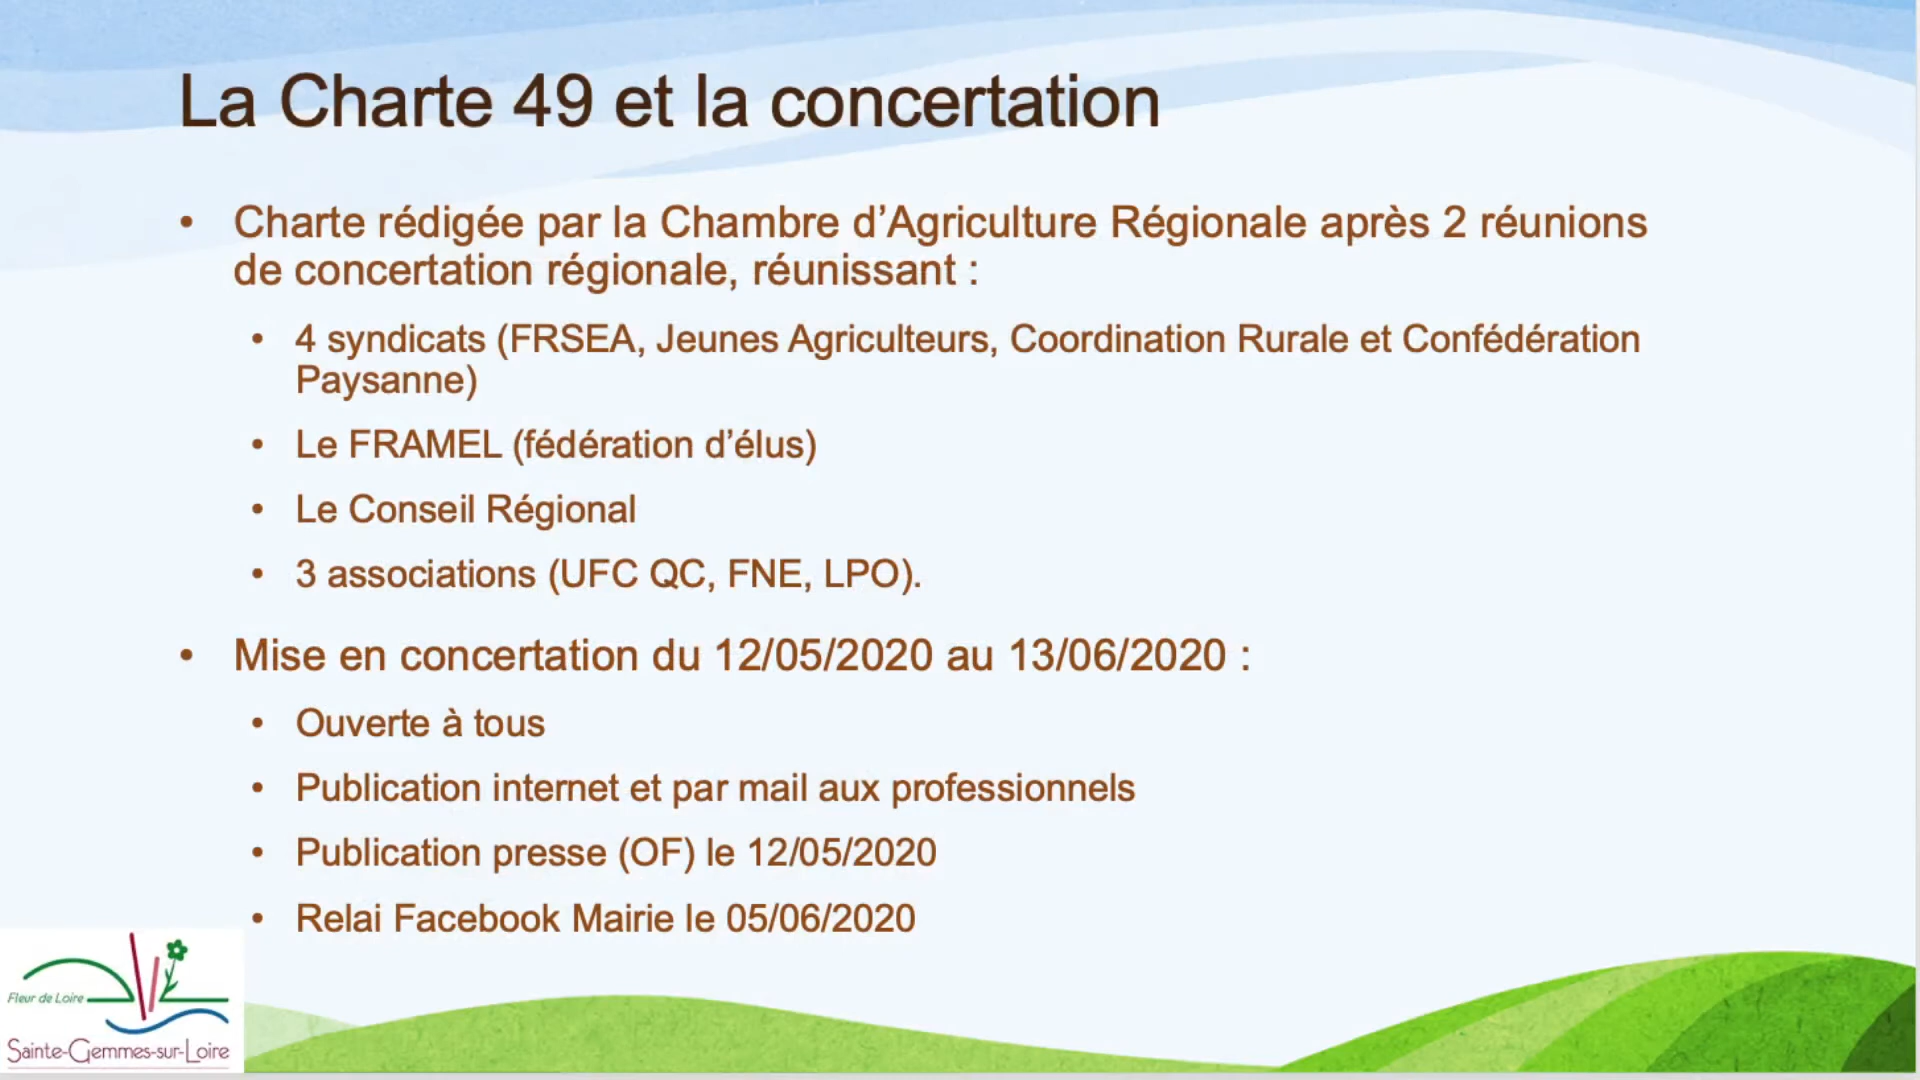 La Charte 49 et la concertation
• Charte rédigée par la Chambre d’Agriculture Régionale après 2 réunions
de concertation régionale, réunissant :
• 4 syndicats (FRSEA, Jeunes Agriculteurs, Coordination Rurale et Confédération
Paysanne)
• Le FRAMEL (fédération d’élus)
• Le Conseil Régional
• 3 associations (UFC QC, FNE, LPO).
• Mise en concertation du 12/05/2020 au 13/06/2020 :
• Ouverte à tous
• Publication internet et par mail aux professionnels
• Publication presse (OF) le 12/05/2020
• Relai Facebook Mairie le 05/06/2020
Fleur de Loire
Sainte-Gemmes-sur-Loire